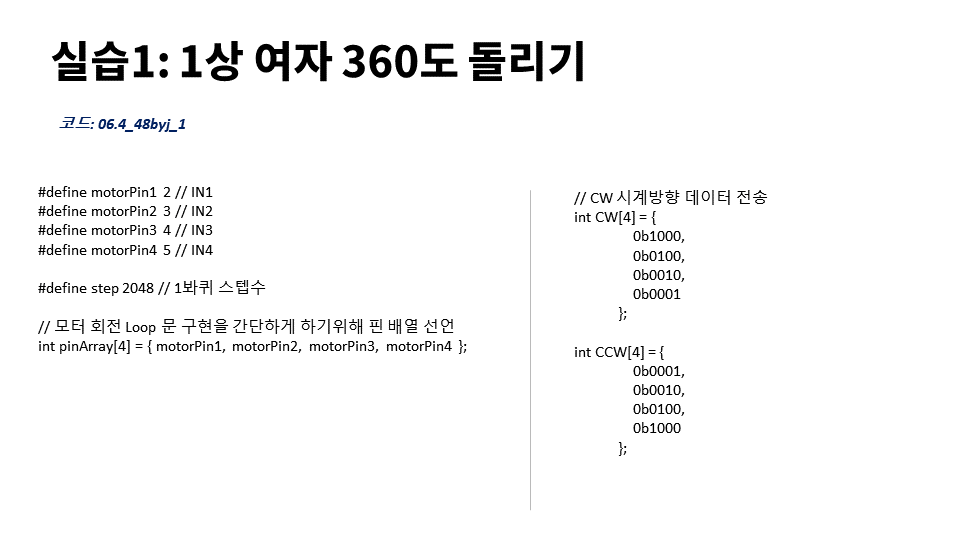 실습1: 1상 여자 360도 돌리기
코드: 06.4_48byj_1
#define motorPin1 2 // IN1
#define motorPin2 3 // IN2
#define motorPin3 4 // IN3
#define motorPin4 5 // IN4
#define step 2048 // 1봐퀴 스텝수
// 모터 회전 Loop 문 구현을 간단하게 하기위해 핀 배열 선언
int pinArray[4] = { motorPin1, motorPin2, motorPin3, motorPin4 };
// CW 시계방향 데이터 전송
int CW[4] = {
0b1000,
0b0100,
0b0010,
0b0001
};
int CCW[4] = {
0b0001,
0b0010,
0b0100,
0b1000
};